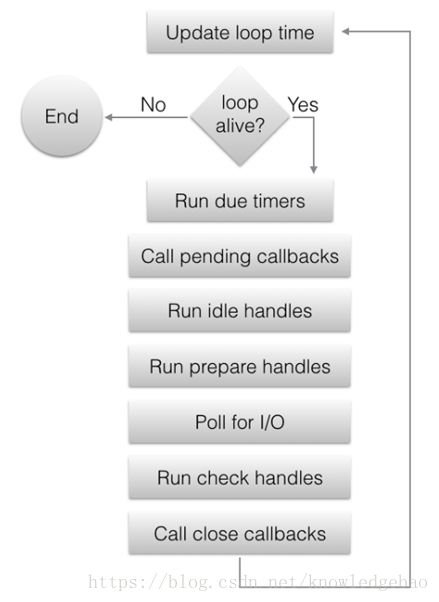 Update loop time
End
No
loop
alive?
Yes
Run due timers
Call pending callbacks
Run idle handles
Run prepare handles
Poll for I/O
Run check handles
Call close callbacks
https://blog.csdn.net/knowledgebao